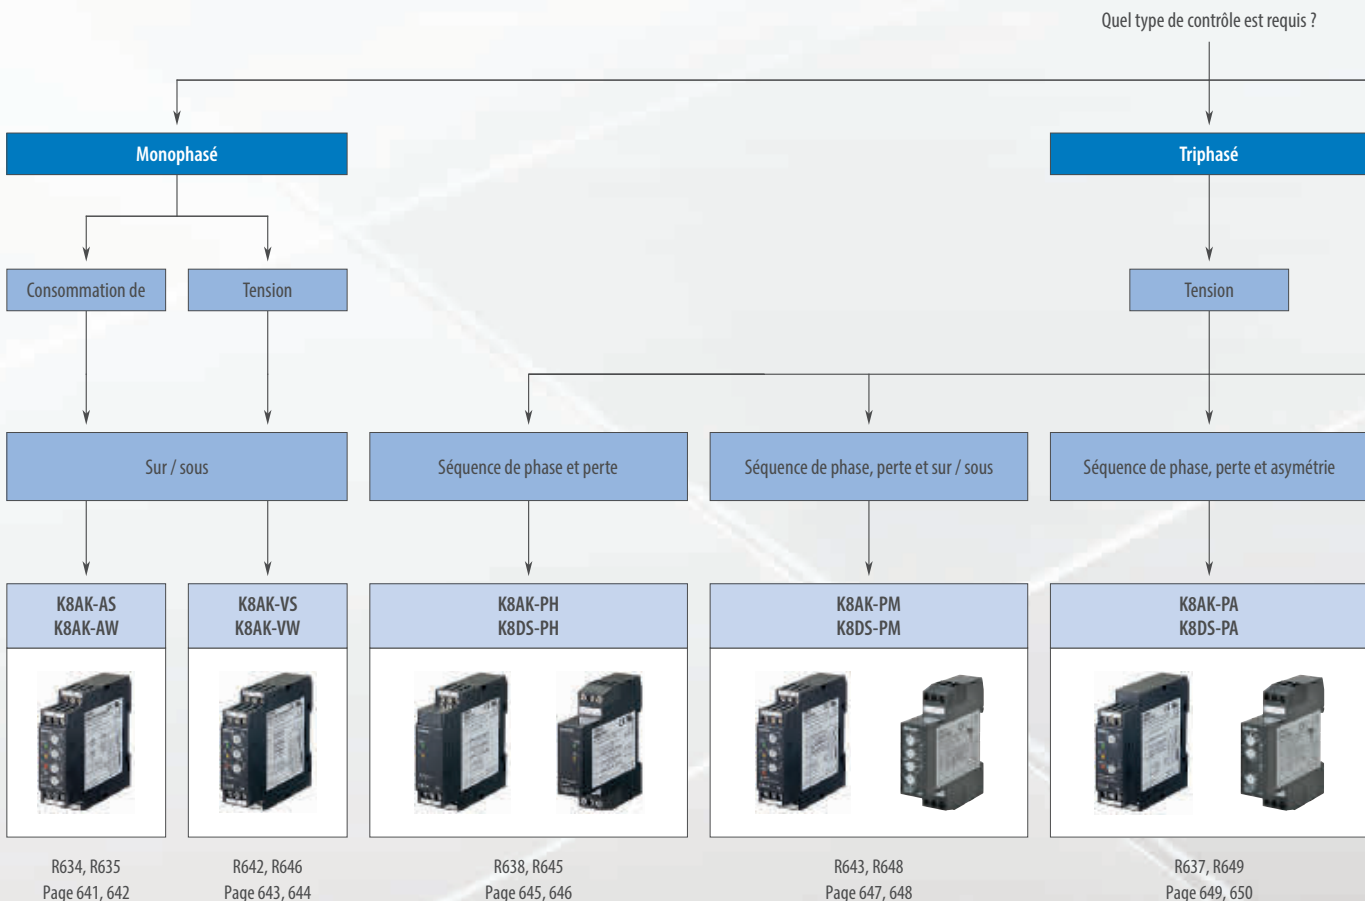 Quel type de contrôle est requis ?
Monophasé
Triphasé
Consommation de
Tension
Tension
Sur / sous
Séquence de phase et perte
Séquence de phase, perte et sur / sous
Séquence de phase, perte et asymétrie
K8AK-AS
K8AK-AW
K8AK-VS
K8AK-VW
K8AK-PH
K8DS-PH
K8AK-PM
K8DS-PM
K8AK-PA
K8DS-PA
R634, R635
Page 641, 642
R642, R646
Page 643, 644
R638, R645
Page 645, 646
R643, R648
Page 647, 648
R637, R649
Page 649, 650